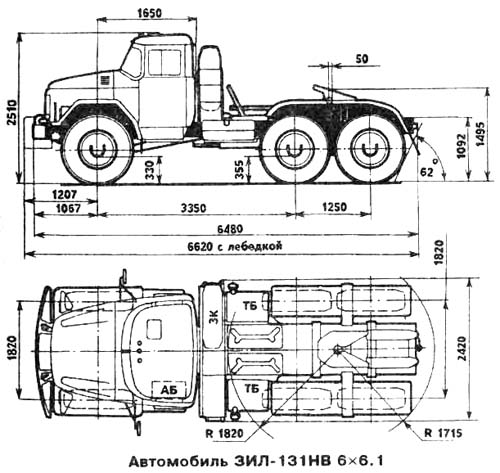 1650
50
2510
330
355
1092
1495
62°
1207
1067
3350
1250
6480
6620 с лебедкой
1820
1820
2420
ЗК
ТБ
ТБ
АБ
R 1820
R 1715
Автомобиль ЗИЛ-131НВ 6×6.1